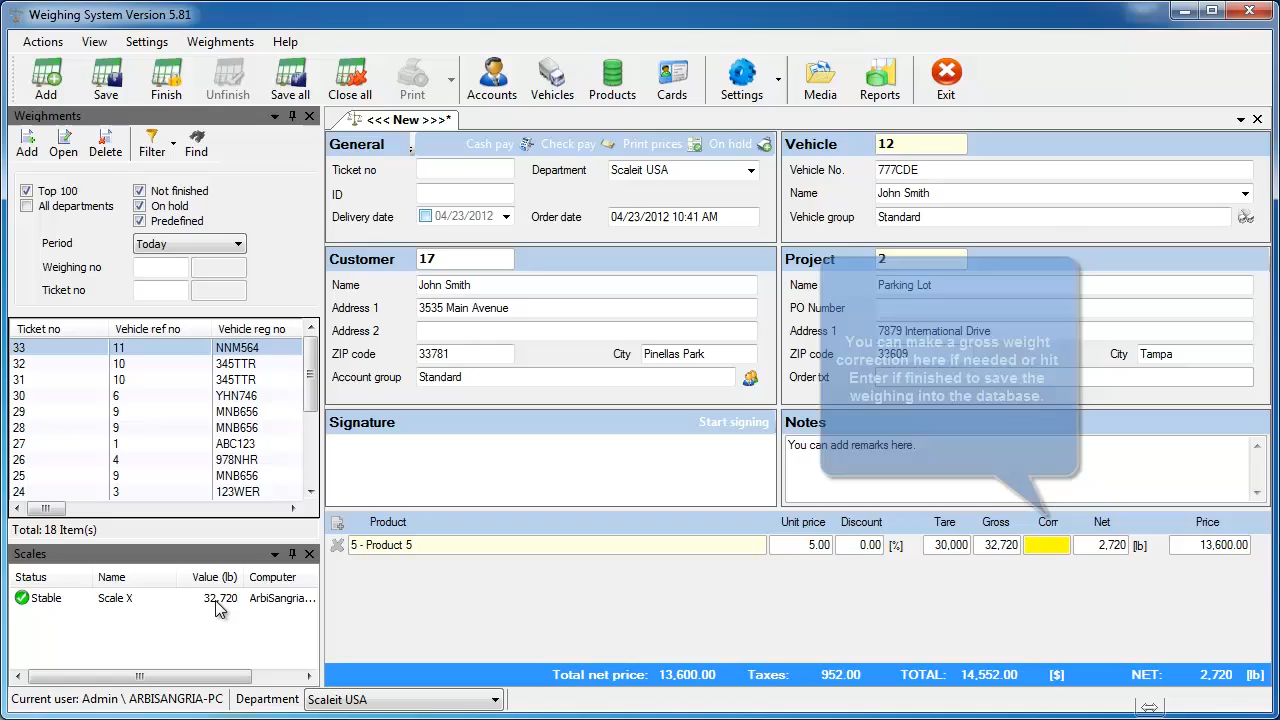 Weighing System Version 5.81
Actions View Settings Weighments Help
Add Save Finish Unfinish Save all Close all Print Accounts Vehicles Products Cards Settings Media Reports Exit
Weighments
Add Open Delete Filter Find
Top 100 Not finished
All departments On hold
Predefined
Period Today
Weighing no
Ticket no
Ticket no Vehicle ref no Vehicle reg no
33 11 NNM564
32 10 345TTR
31 10 345TTR
30 6 YHN746
29 9 MNB656
28 9 MNB656
27 1 ABC123
26 4 978NHR
25 9 MNB656
24 3 123WER
Total: 18 Item(s)
Scales
Status Name Value (lb) Computer
Stable Scale X 32,720 ArbiSangria...
<<< New >>>*
General Cash pay Check pay Print prices On hold
Ticket no Department Scaleit USA
ID
Delivery date 04/23/2012 Order date 04/23/2012 10:41 AM
Vehicle 12
Vehicle No. 777CDE
Name John Smith
Vehicle group Standard
Customer 17
Name John Smith
Address 1 3535 Main Avenue
Address 2
ZIP code 33781 City Pinellas Park
Account group Standard
Project 2
Name Parking Lot
PO Number
Address 1 7879 International Drive
ZIP code 33609 City Tampa
Order txt
You can make a gross weight
correction here if needed or hit
Enter if finished to save the
weighing into the database.
Signature Start signing
Notes
You can add remarks here.
Product Unit price Discount Tare Gross Corr Net Price
5 - Product 5 5.00 0.00 [%] 30,000 32,720 2,720 [lb] 13,600.00
Total net price: 13,600.00 Taxes: 952.00 TOTAL: 14,552.00 [$] NET: 2,720 [lb]
Current user: Admin \ ARBISANGRIA-PC Department Scaleit USA